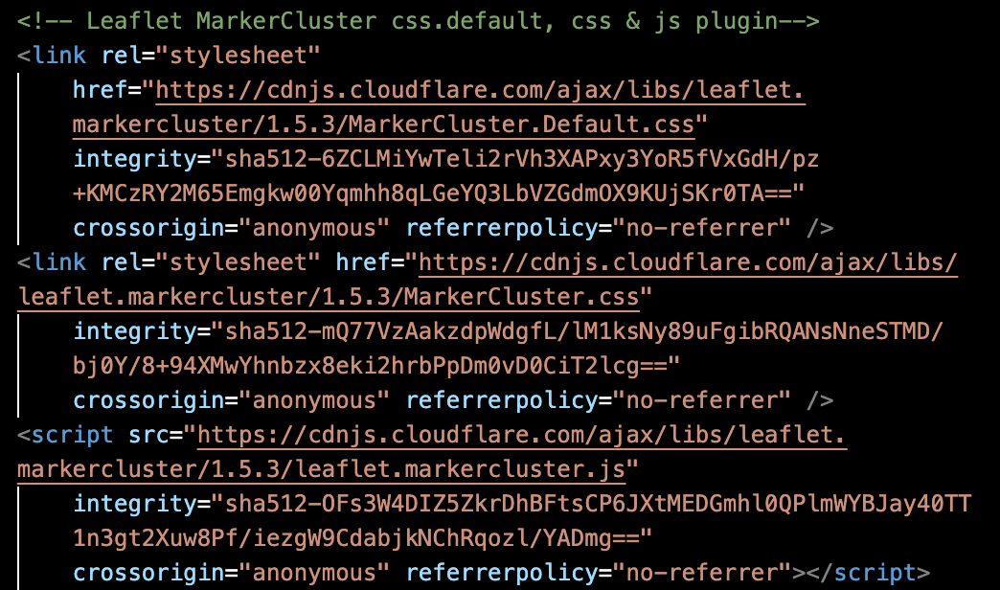 <!-- Leaflet MarkerCluster css.default, css & js plugin-->
<link rel="stylesheet"
href="https://cdnjs.cloudflare.com/ajax/libs/leaflet.
markercluster/1.5.3/MarkerCluster.Default.css"
integrity="sha512-6ZCLMiYwTeli2rVh3XAPxy3YoR5fVxGdH/pz
+KMCzRY2M65Emgkw00Yqmhh8qLGeYQ3LbVZGdmOX9KUjSKr0TA=="
crossorigin="anonymous" referrerpolicy="no-referrer" />
<link rel="stylesheet" href="https://cdnjs.cloudflare.com/ajax/libs/
leaflet.markercluster/1.5.3/MarkerCluster.css"
integrity="sha512-mQ77VzAakzdpWdgfL/lM1ksNy89uFgibRQANsNneSTMD/
bj0Y/8+94XMwYhnbzx8eki2hrbPpDm0vD0CiT2lcg=="
crossorigin="anonymous" referrerpolicy="no-referrer" />
<script src="https://cdnjs.cloudflare.com/ajax/libs/leaflet.
markercluster/1.5.3/leaflet.markercluster.js"
integrity="sha512-OFs3W4DIZ5ZkrDhBFtsCP6JXtMEDGmhl0QPlmWYBJay40TT
1n3gt2Xuw8Pf/iezgW9CdabjkNChRqozl/YADmg=="
crossorigin="anonymous" referrerpolicy="no-referrer"></script>